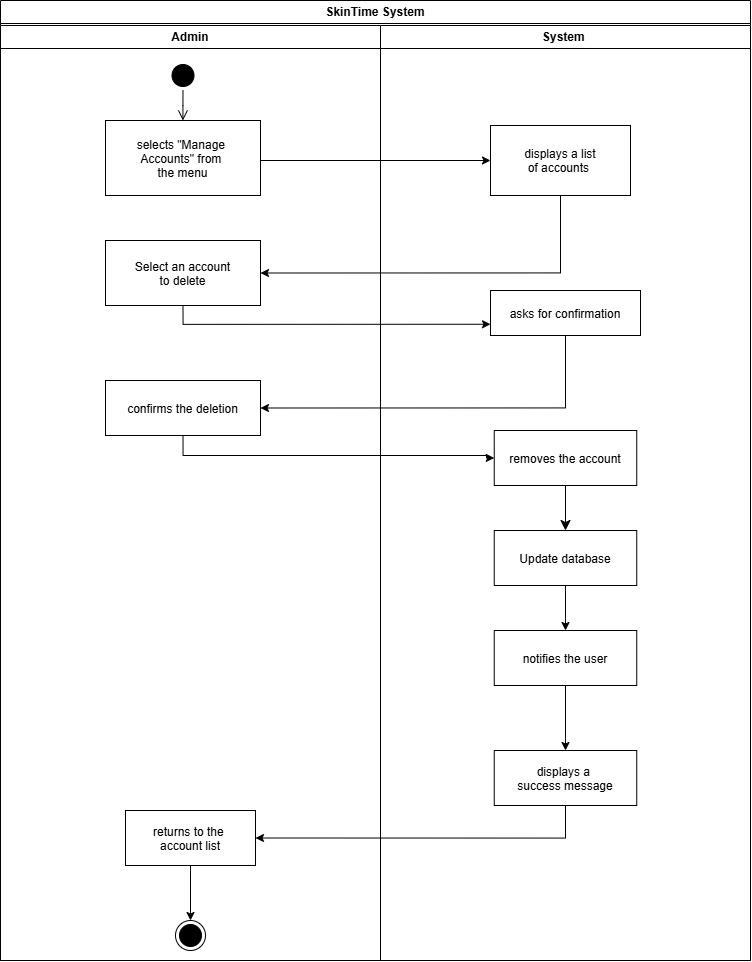 SkinTime System
Admin
System
selects "Manage
Accounts" from
the menu
displays a list
of accounts
Select an account
to delete
asks for confirmation
confirms the deletion
removes the account
Update database
notifies the user
displays a
success message
returns to the
account list